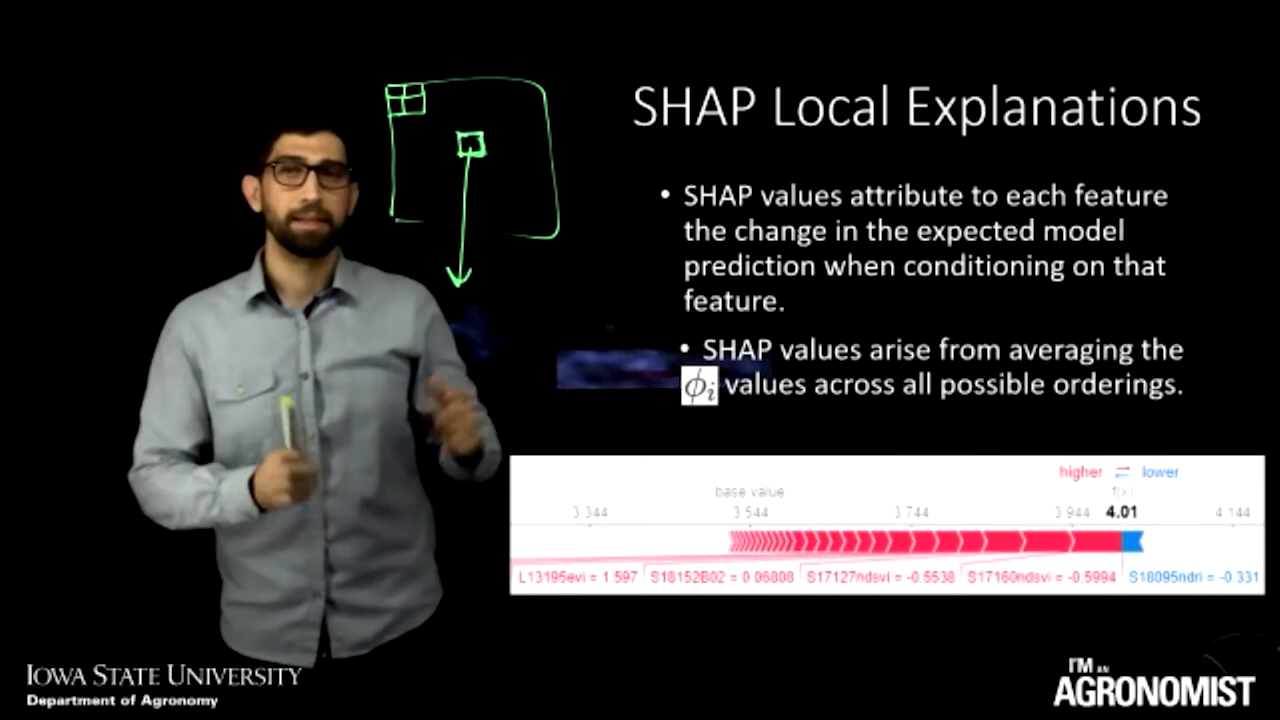 SHAP Local Explanations
• SHAP values attribute to each feature
the change in the expected model
prediction when conditioning on that
feature.
• SHAP values arise from averaging the
ϕi values across all possible orderings.
higher ⇄ lower
base value f(x)
3.344 3.544 3.744 3.944 4.01 4.144
L13195evi = 1.597 S18152B02 = 0.06808 S17127ndsvi = -0.5538 S17160ndsvi = -0.5994 S18095ndri = -0.331
IOWA STATE UNIVERSITY
Department of Agronomy
I'M AN
AGRONOMIST